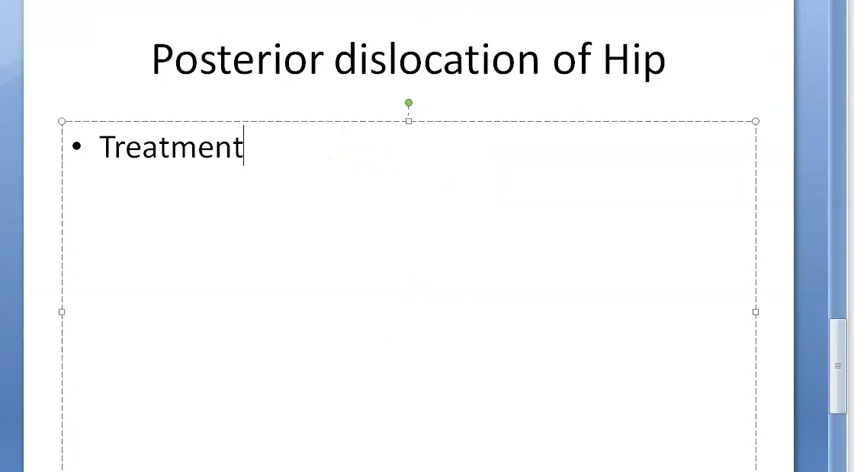 Posterior dislocation of Hip
• Treatment